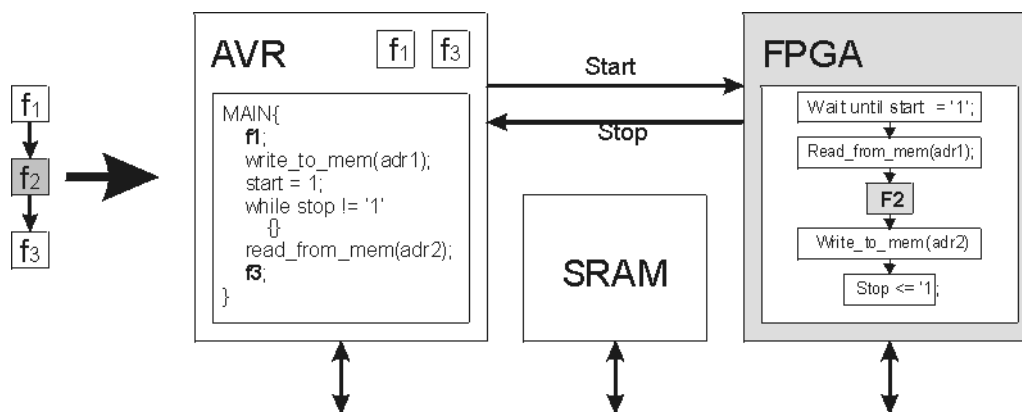 f1
f2
f3
AVR
f1
f3
MAIN{
f1;
write_to_mem(adr1);
start = 1;
while stop != '1'
{}
read_from_mem(adr2);
f3;
}
Start
Stop
SRAM
FPGA
Wait until start = '1';
Read_from_mem(adr1);
F2
Write_to_mem(adr2)
Stop <= '1;